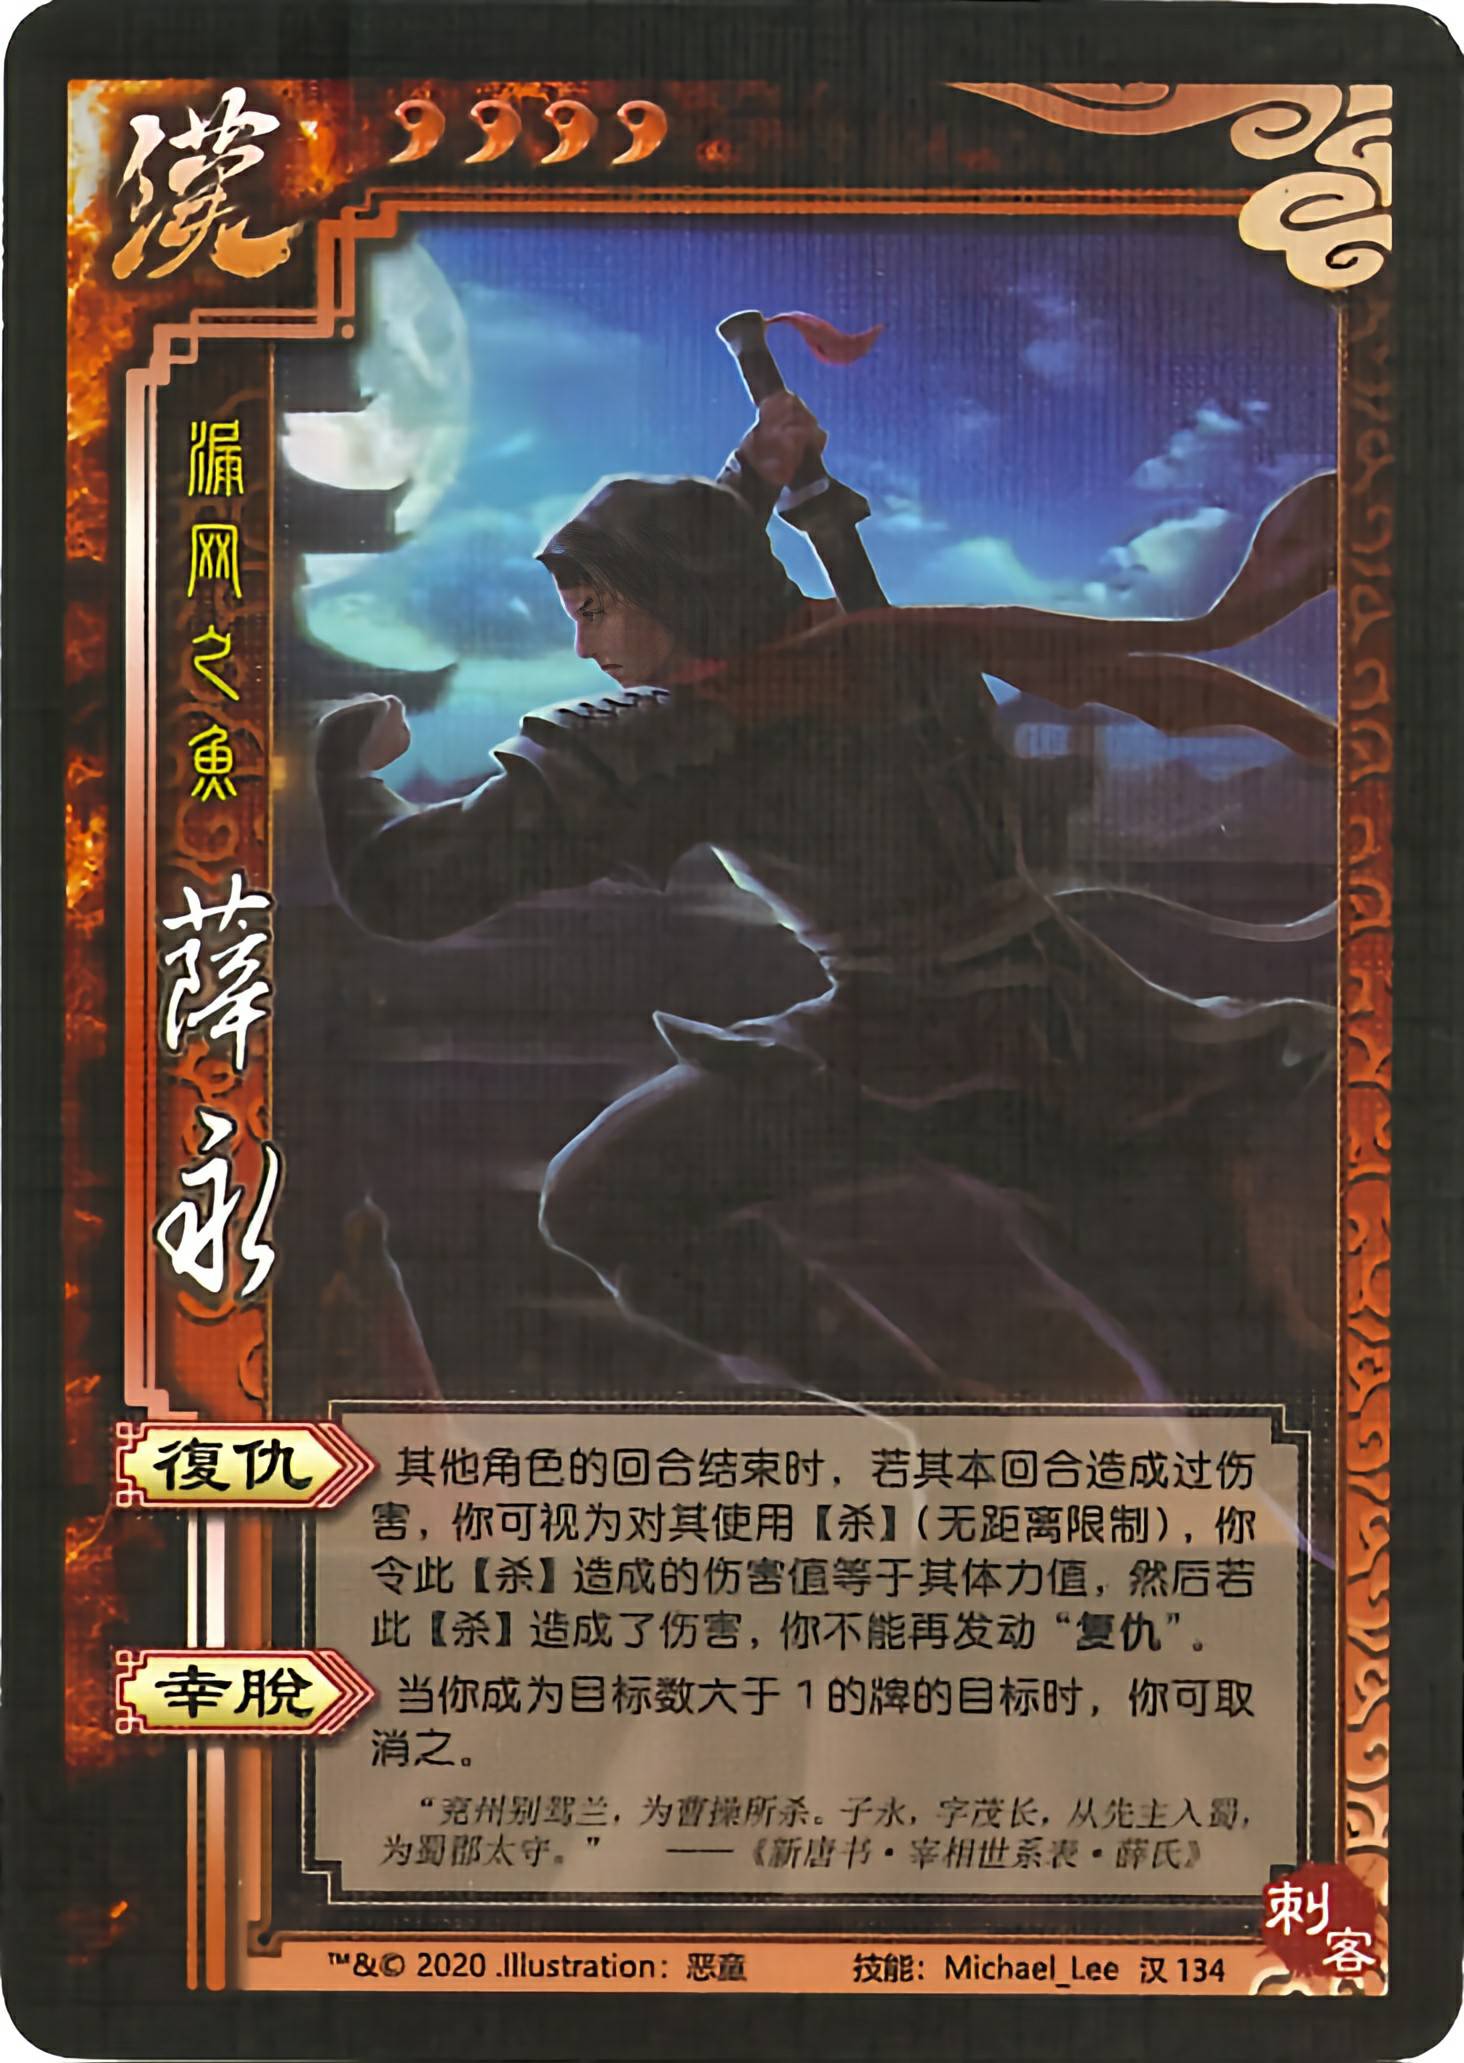 漢
漏网之魚
薛永
復仇
其他角色的回合结束时，若其本回合造成过伤
害，你可视为对其使用【杀】（无距离限制），你
令此【杀】造成的伤害值等于其体力值，然后若
此【杀】造成了伤害，你不能再发动“复仇”。
幸脫
当你成为目标数大于1的牌的目标时，你可取
消之。
“兖州别驾兰，为曹操所杀。子永，字茂长，从先主入蜀，
为蜀郡太守。” ——《新唐书·宰相世系表·薛氏》
刺客
™&© 2020 .Illustration：恶童 技能：Michael_Lee 汉 134